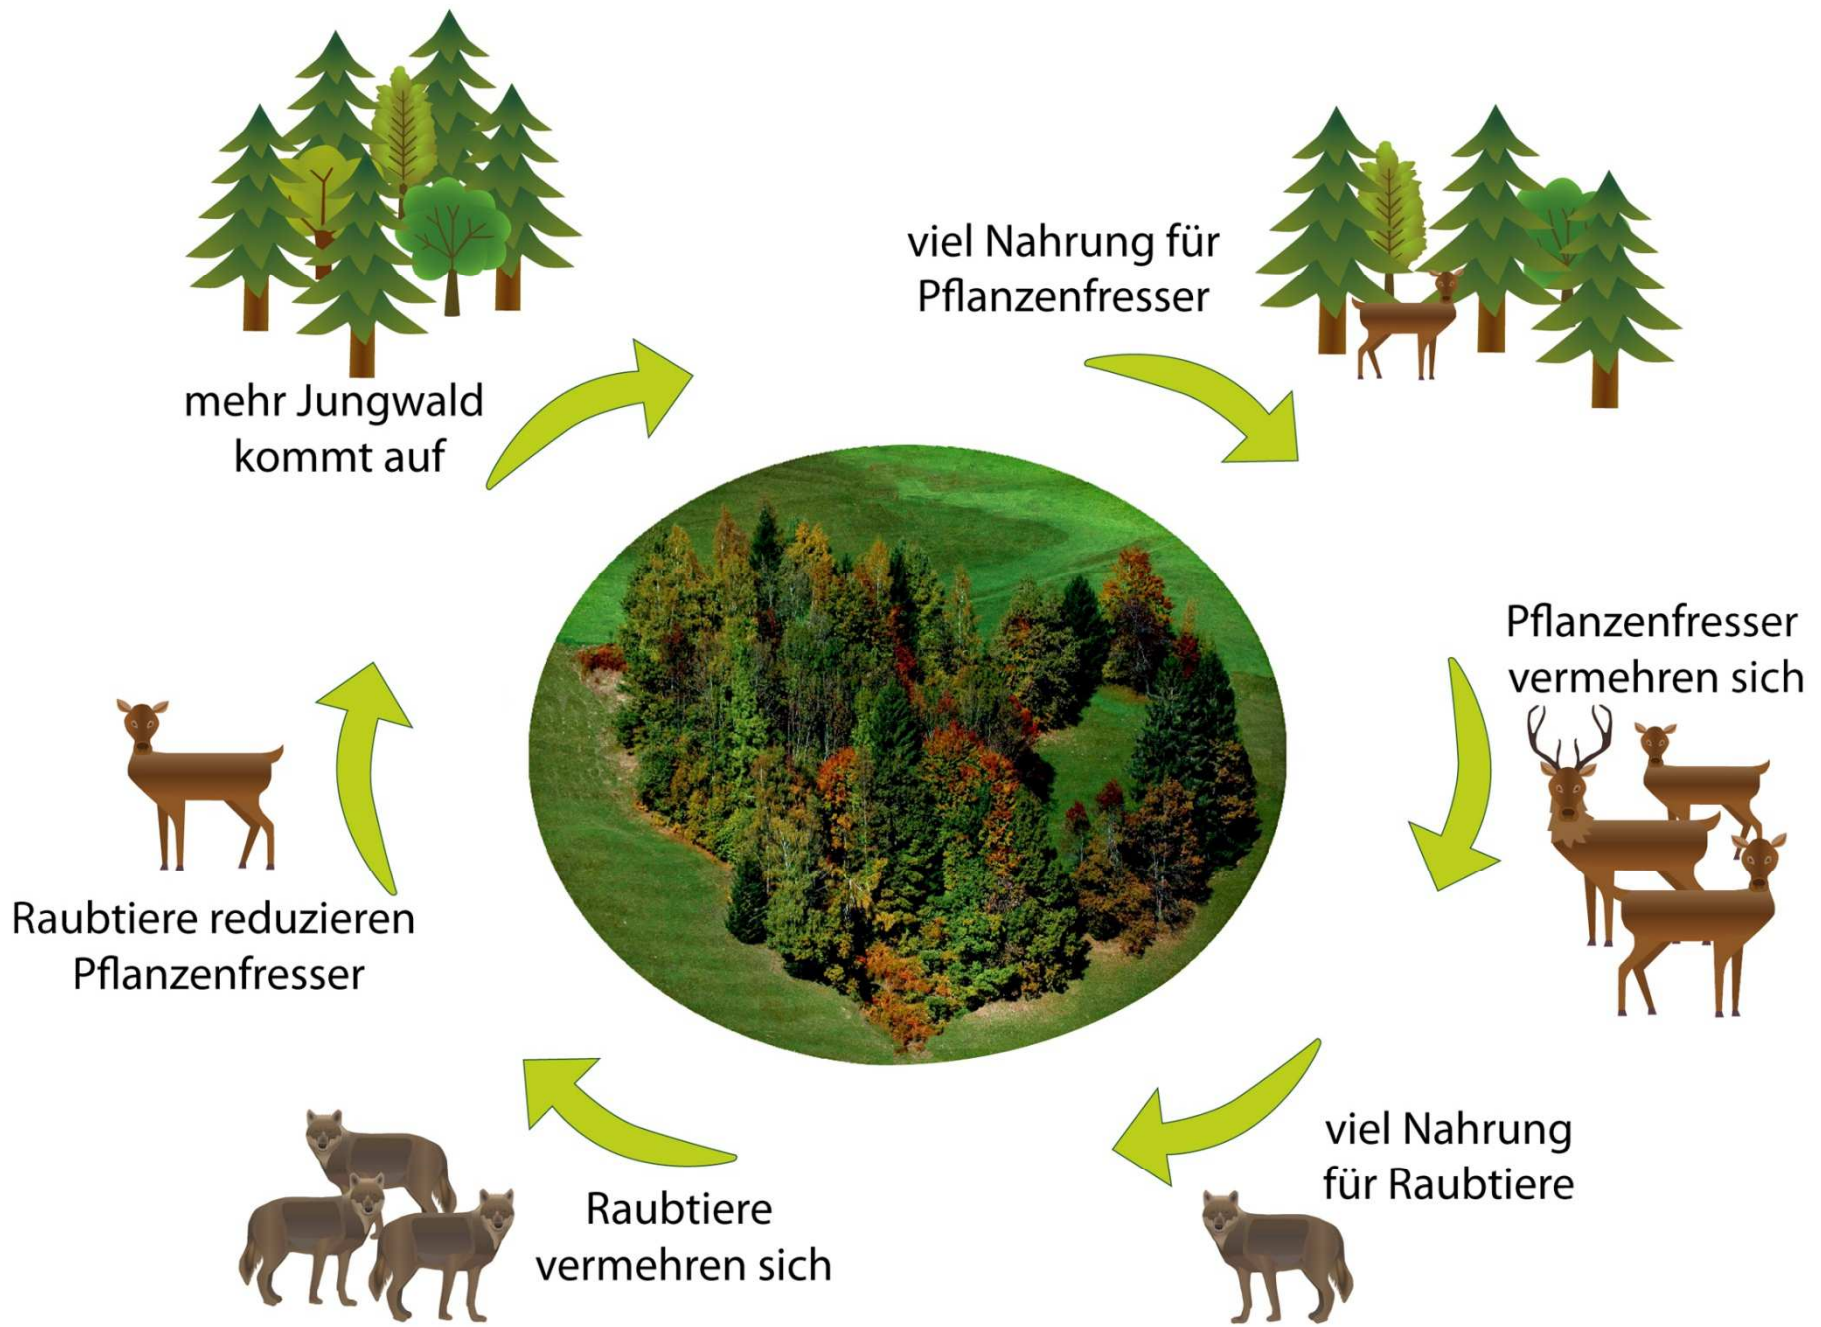 mehr Jungwald
kommt auf
viel Nahrung für
Pflanzenfresser
Pflanzenfresser
vermehren sich
viel Nahrung
für Raubtiere
Raubtiere
vermehren sich
Raubtiere reduzieren
Pflanzenfresser